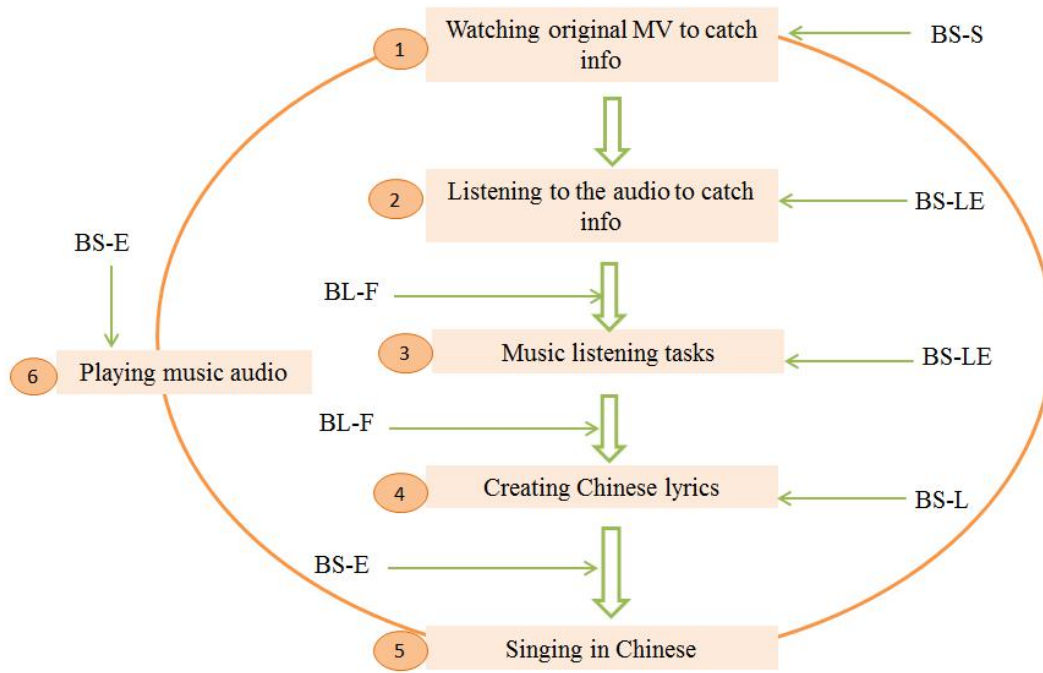 1
Watching original MV to catch
info
BS-S
2
Listening to the audio to catch
info
BS-LE
BS-E
BL-F
3
Music listening tasks
BS-LE
6
Playing music audio
BL-F
4
Creating Chinese lyrics
BS-L
BS-E
5
Singing in Chinese